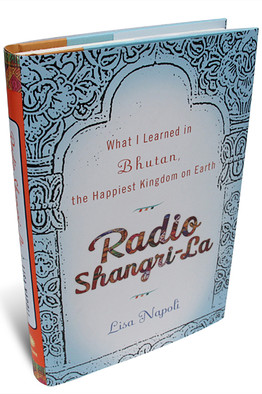 What I Learned in
Bhutan,
the Happiest Kingdom on Earth
Radio
Shangri-La
Lisa Napoli